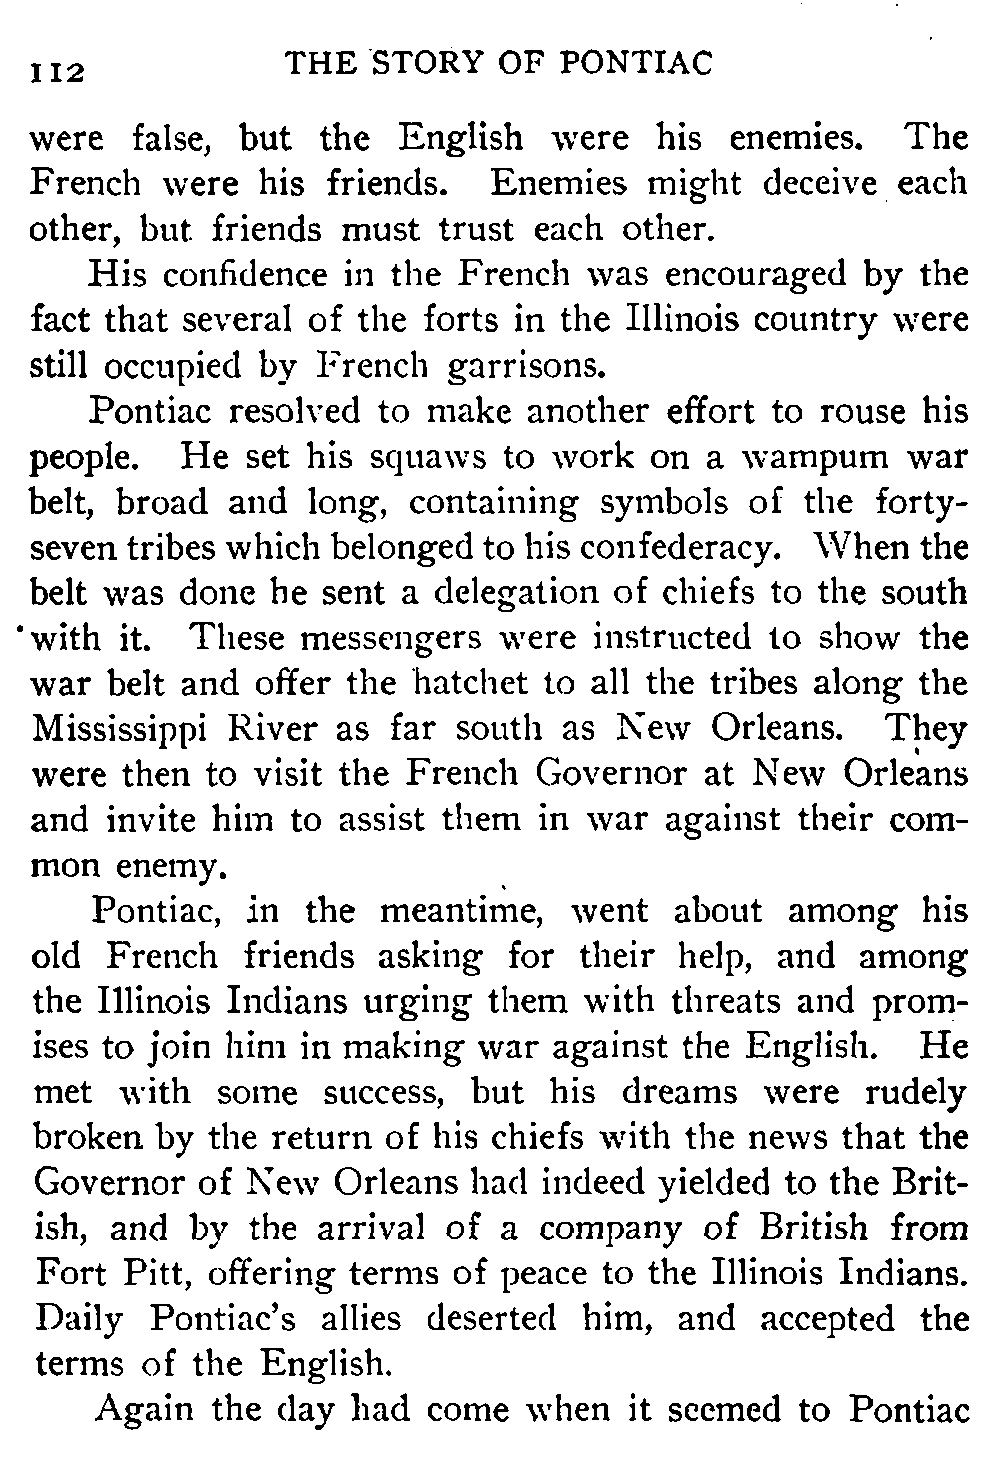 112 THE STORY OF PONTIAC
were false, but the English were his enemies. The
French were his friends. Enemies might deceive each
other, but friends must trust each other.
His confidence in the French was encouraged by the
fact that several of the forts in the Illinois country were
still occupied by French garrisons.
Pontiac resolved to make another effort to rouse his
people. He set his squaws to work on a wampum war
belt, broad and long, containing symbols of the forty-
seven tribes which belonged to his confederacy. When the
belt was done he sent a delegation of chiefs to the south
with it. These messengers were instructed to show the
war belt and offer the hatchet to all the tribes along the
Mississippi River as far south as New Orleans. They
were then to visit the French Governor at New Orleans
and invite him to assist them in war against their com-
mon enemy.
Pontiac, in the meantime, went about among his
old French friends asking for their help, and among
the Illinois Indians urging them with threats and prom-
ises to join him in making war against the English. He
met with some success, but his dreams were rudely
broken by the return of his chiefs with the news that the
Governor of New Orleans had indeed yielded to the Brit-
ish, and by the arrival of a company of British from
Fort Pitt, offering terms of peace to the Illinois Indians.
Daily Pontiac's allies deserted him, and accepted the
terms of the English.
Again the day had come when it seemed to Pontiac